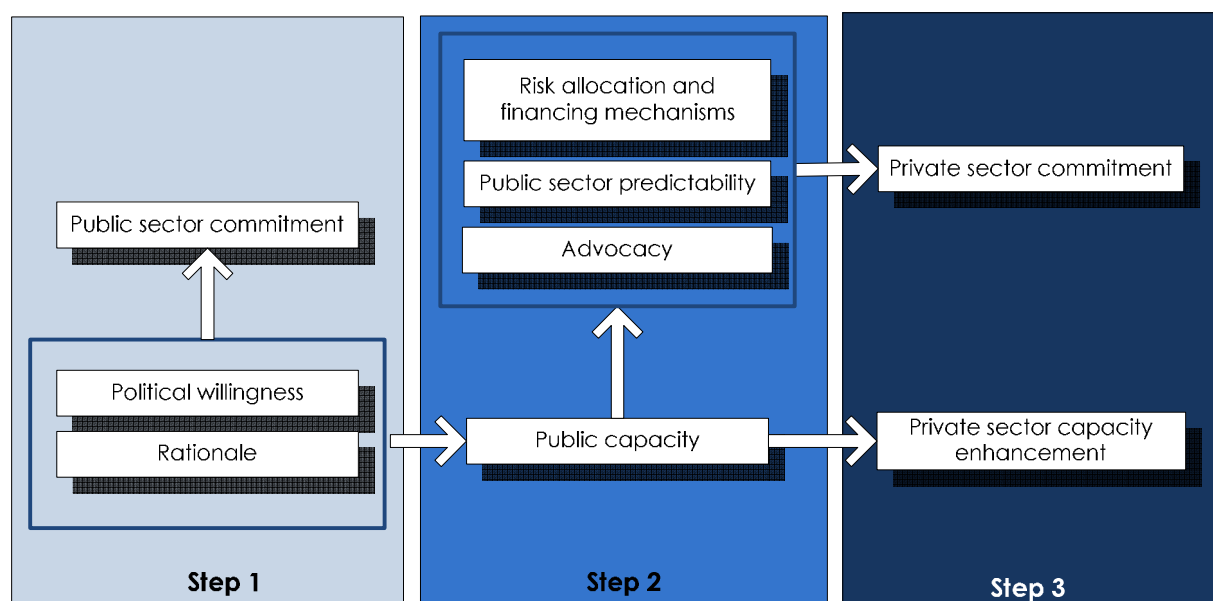 Public sector commitment
Political willingness
Rationale
Step 1
Risk allocation and
financing mechanisms
Public sector predictability
Advocacy
Public capacity
Step 2
Private sector commitment
Private sector capacity
enhancement
Step 3